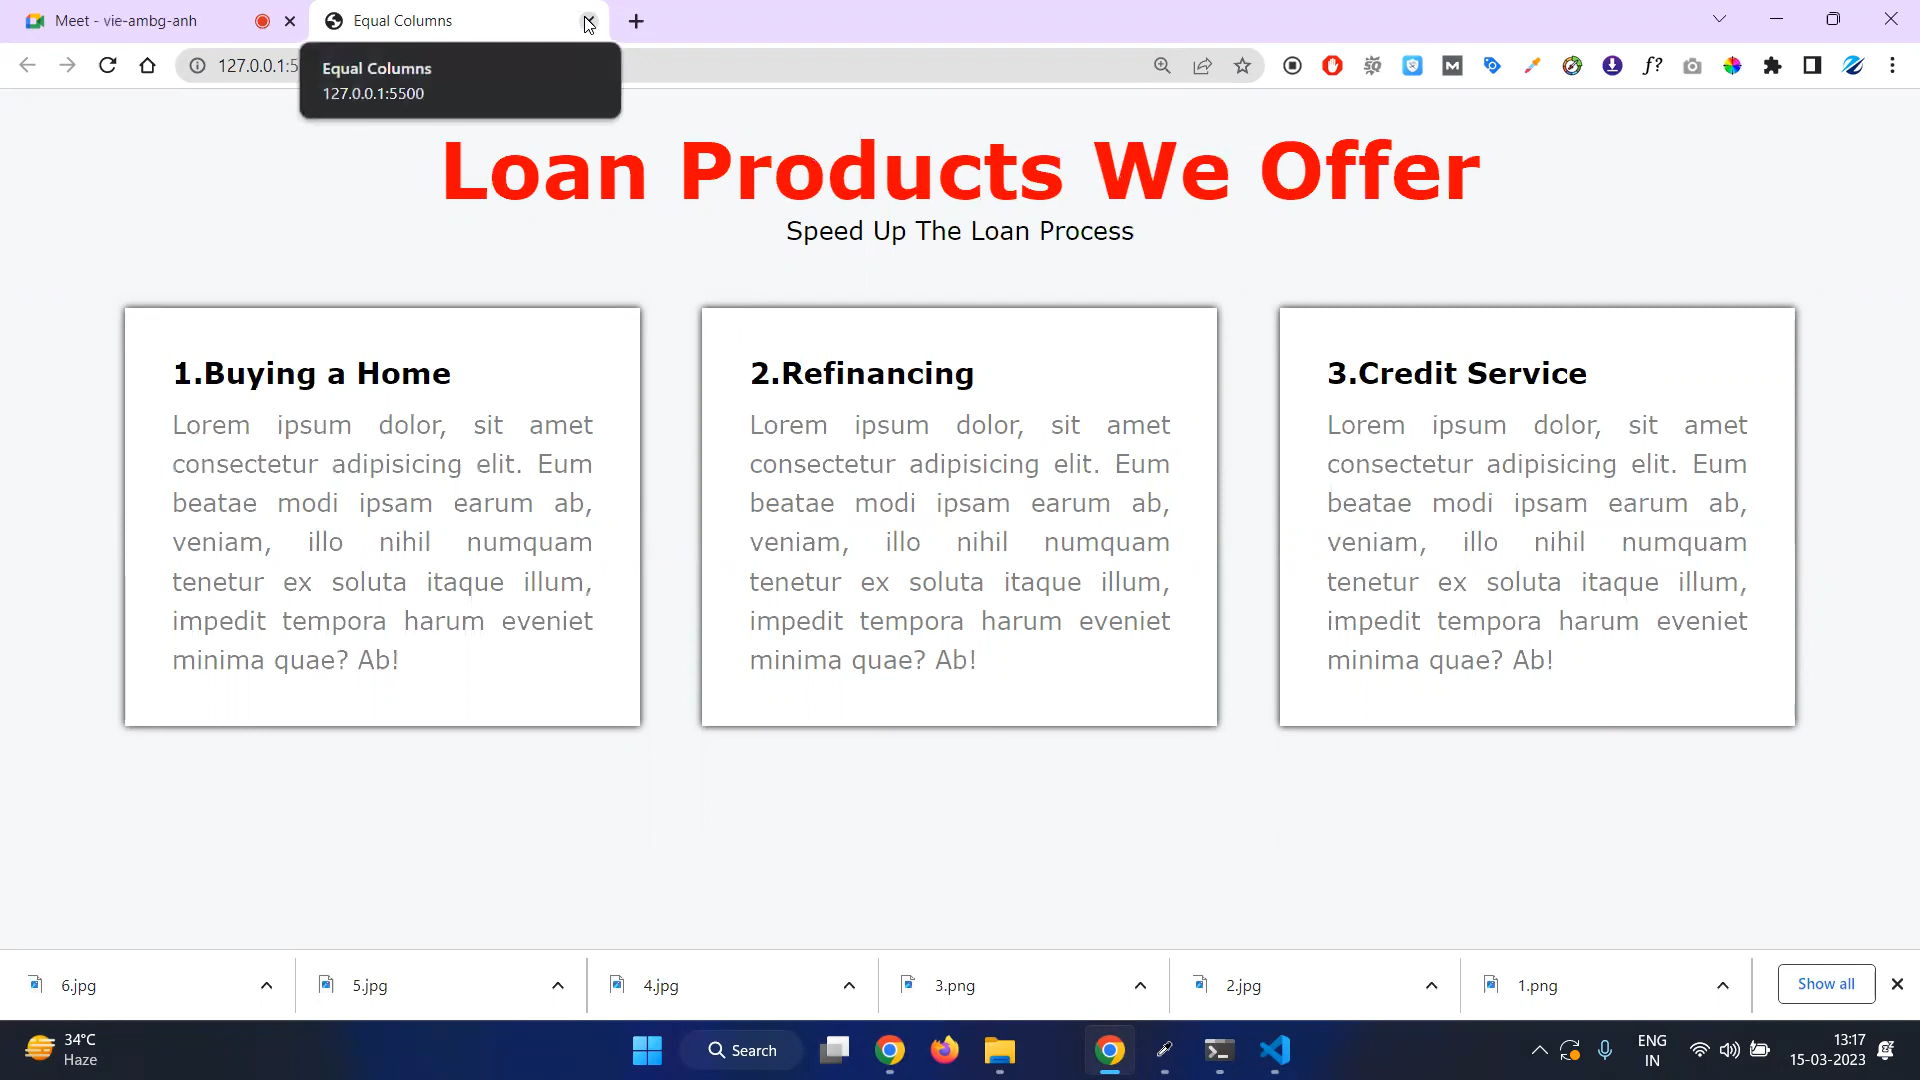 Meet - vie-ambg-anh
Equal Columns
127.0.0.1:5
Equal Columns
127.0.0.1:5500
Loan Products We Offer
Speed Up The Loan Process
1.Buying a Home
Lorem ipsum dolor, sit amet
consectetur adipisicing elit. Eum
beatae modi ipsam earum ab,
veniam, illo nihil numquam
tenetur ex soluta itaque illum,
impedit tempora harum eveniet
minima quae? Ab!
2.Refinancing
Lorem ipsum dolor, sit amet
consectetur adipisicing elit. Eum
beatae modi ipsam earum ab,
veniam, illo nihil numquam
tenetur ex soluta itaque illum,
impedit tempora harum eveniet
minima quae? Ab!
3.Credit Service
Lorem ipsum dolor, sit amet
consectetur adipisicing elit. Eum
beatae modi ipsam earum ab,
veniam, illo nihil numquam
tenetur ex soluta itaque illum,
impedit tempora harum eveniet
minima quae? Ab!
6.jpg
5.jpg
4.jpg
3.png
2.jpg
1.png
Show all
34°C
Haze
Search
ENG
IN
13:17
15-03-2023